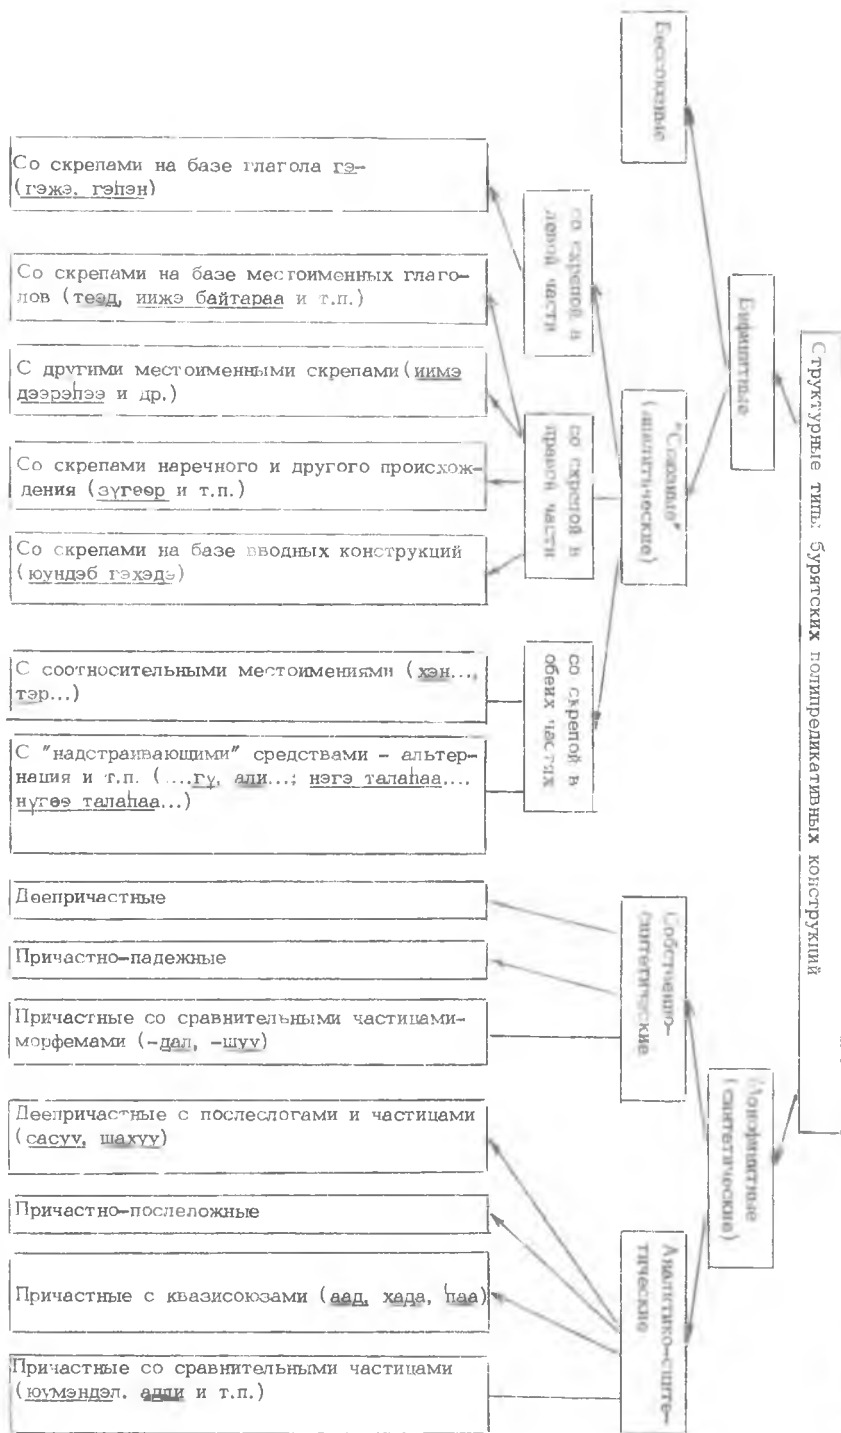 Структурные типы бурятских полипредикативных конструкций
Бифинитные
Монофинитные
(синтетические)
Бессоюзные
"Союзные"
(аналитические)
Собственно-
синтетические
Аналитико-синте-
тические
со скрепой в
левой части
со скрепой в
правой части
со скрепой в
обеих частях
Со скрепами на базе глагола гэ-
(гэжэ, гэһэн)
Со скрепами на базе местоименных глаго-
лов (теэд, иижэ байтараа и т.п.)
С другими местоименными скрепами (иимэ
дээрэһээ и др.)
Со скрепами наречного и другого происхож-
дения (зүгөөр и т.п.)
Со скрепами на базе вводных конструкций
(юундэб гэхэдэ)
С соотносительными местоимениями (хэн...,
тэр...)
С "надстраивающими" средствами - альтер-
нация и т.п. (....гү, али...; нэгэ талаһаа,...
нүгөө талаһаа...)
Деепричастные
Причастно-падежные
Причастные со сравнительными частицами-
морфемами (-дал, -шуу)
Деепричастные с послеслогами и частицами
(сасуу, шахуу)
Причастно-послеложные
Причастные с квазисоюзами (аад, хада, һаа)
Причастные со сравнительными частицами
(юумэндэл, адли и т.п.)